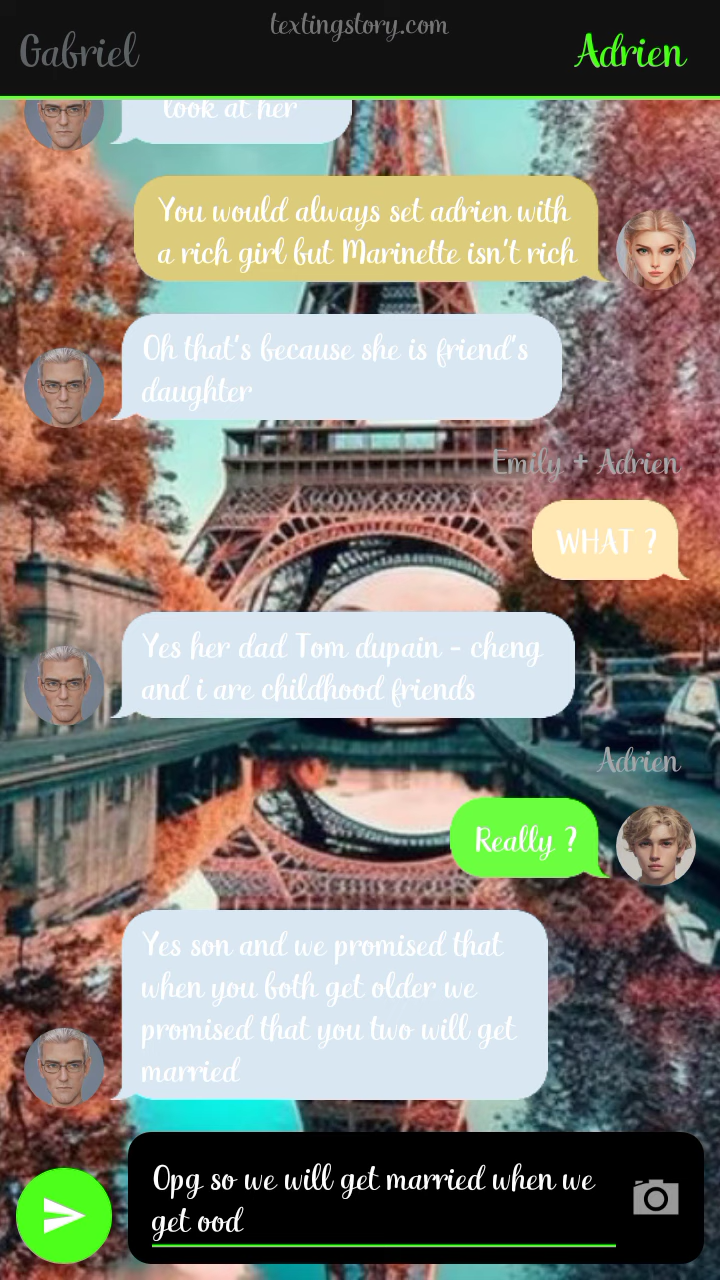 textingstory.com
Gabriel
Adrien
look at her
You would always set adrien with
a rich girl but Marinette isn't rich
Oh that's because she is friend's
daughter
Emily + Adrien
WHAT ?
Yes her dad Tom dupain - cheng
and i are childhood friends
Adrien
Really ?
Yes son and we promised that
when you both get older we
promised that you two will get
married
Opg so we will get married when we
get ood